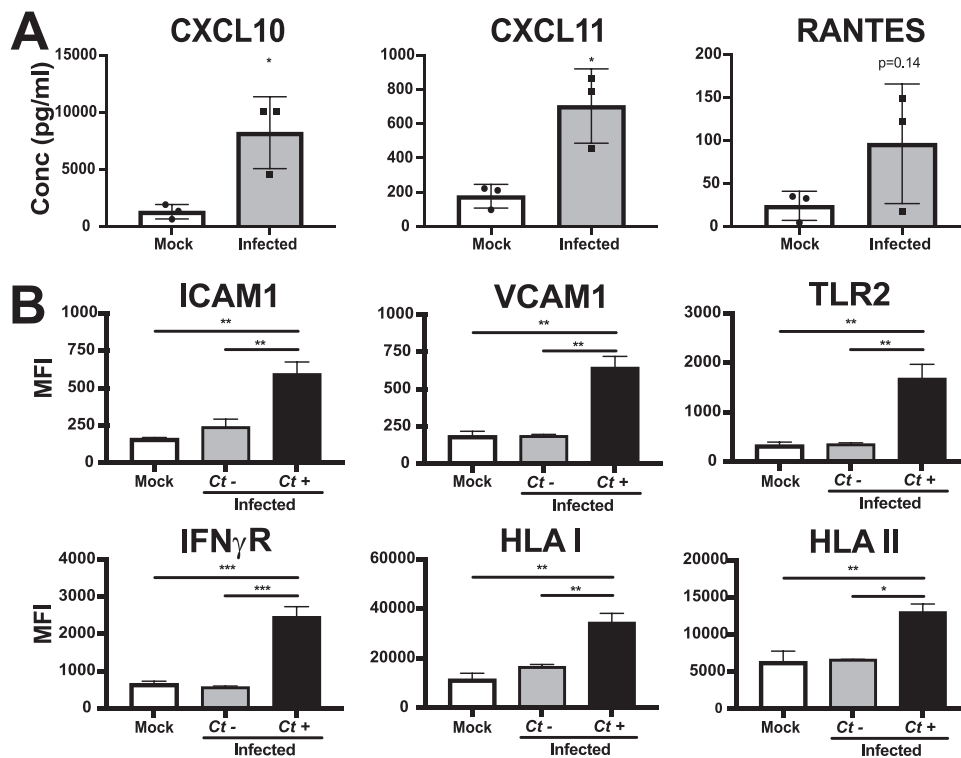 A
CXCL10 CXCL11 RANTES
Conc (pg/ml)
15000 10000 5000 0
*
Mock Infected
1000 800 600 400 200 0
*
Mock Infected
200 150 100 50 0
p=0.14
Mock Infected
B
ICAM1 VCAM1 TLR2
MFI
1000 750 500 250 0
**
**
Mock Ct - Ct +
Infected
1000 750 500 250 0
**
**
Mock Ct - Ct +
Infected
3000 2000 1000 0
**
**
Mock Ct - Ct +
Infected
IFNγR HLA I HLA II
MFI
4000 3000 2000 1000 0
***
***
Mock Ct - Ct +
Infected
60000 40000 20000 0
**
**
Mock Ct - Ct +
Infected
20000 15000 10000 5000 0
**
*
Mock Ct - Ct +
Infected